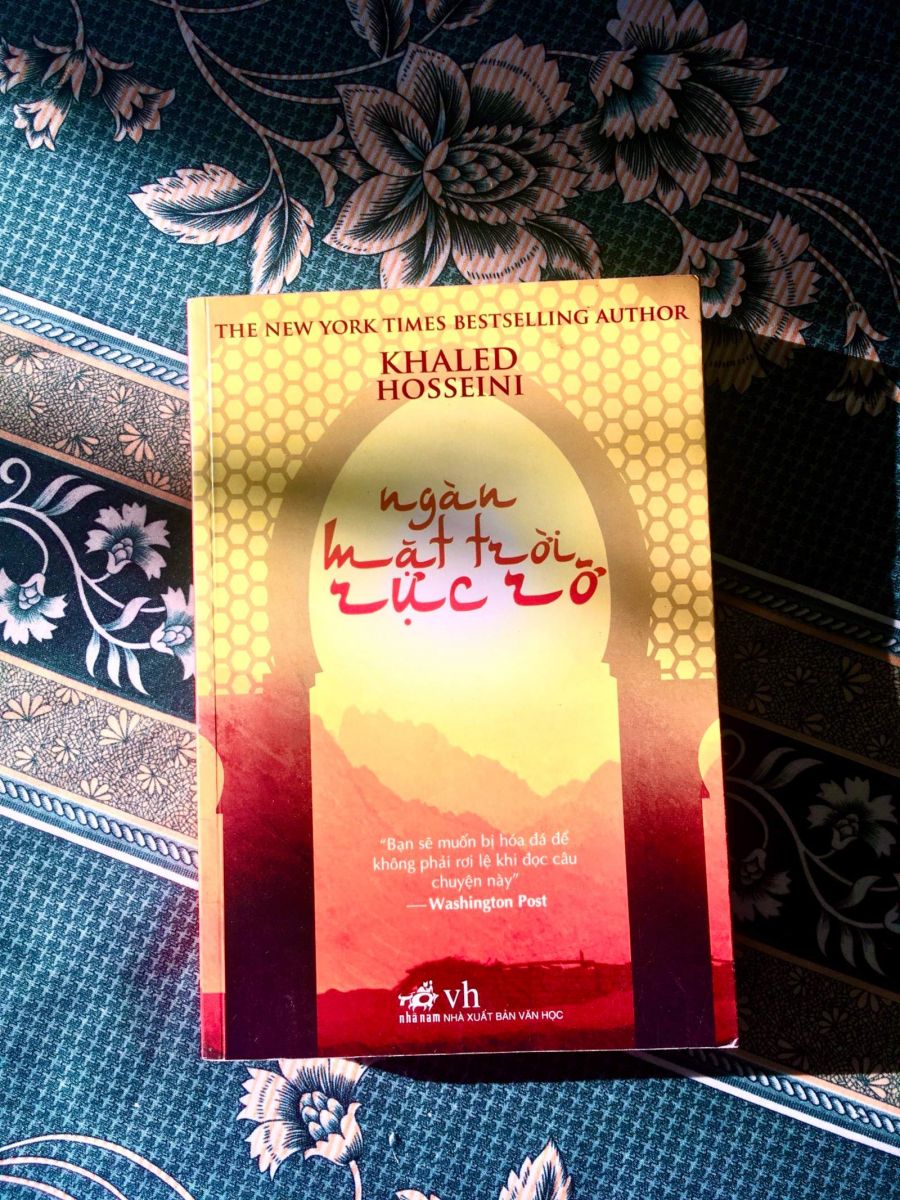 THE NEW YORK TIMES BESTSELLING AUTHOR
KHALED
HOSSEINI
ngàn
mặt trời
rực rỡ
“Bạn sẽ muốn bị hóa đá để
không phải rơi lệ khi đọc câu
chuyện này”
—Washington Post
vh
nhã nam NHÀ XUẤT BẢN VĂN HỌC